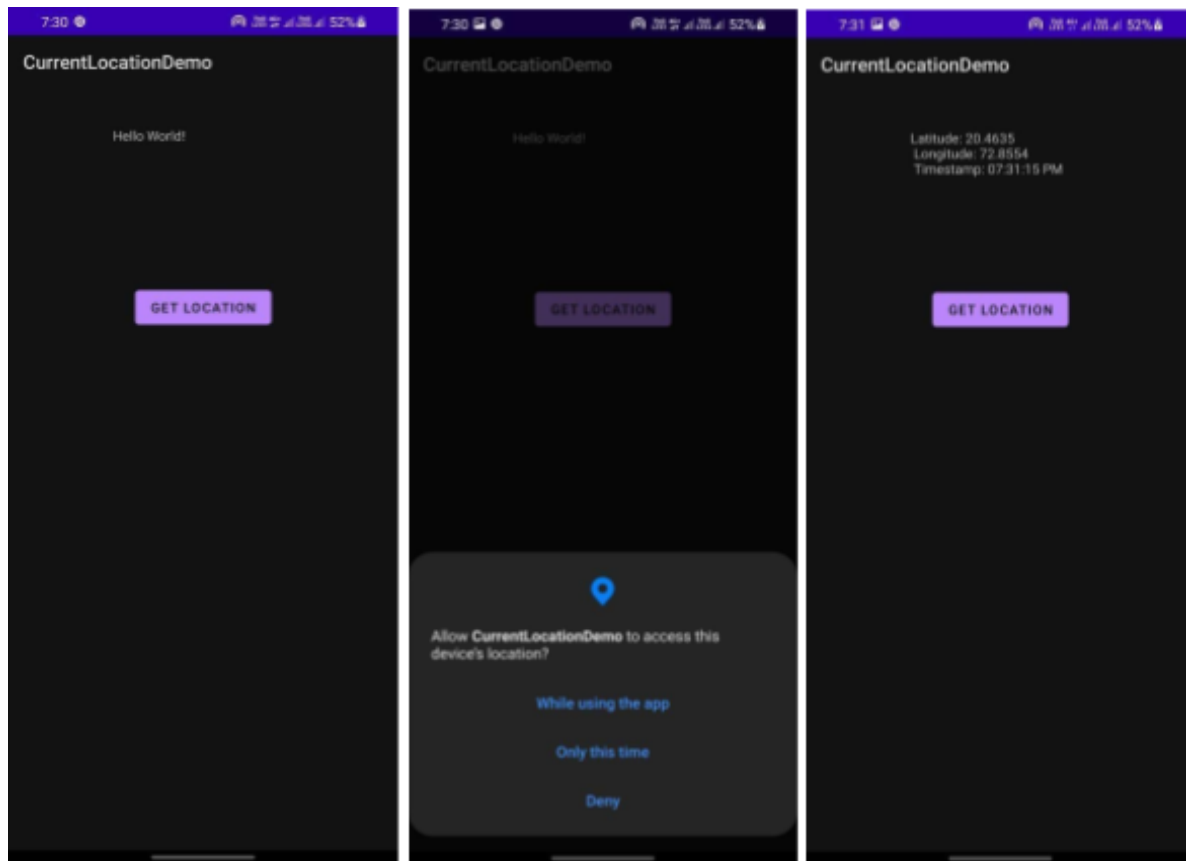 7:30
52%
CurrentLocationDemo
Hello World!
GET LOCATION
7:30
52%
CurrentLocationDemo
Hello World!
GET LOCATION
Allow CurrentLocationDemo to access this
device's location?
While using the app
Only this time
Deny
7:31
52%
CurrentLocationDemo
Latitude: 20.4635
Longitude: 72.8554
Timestamp: 07:31:15 PM
GET LOCATION